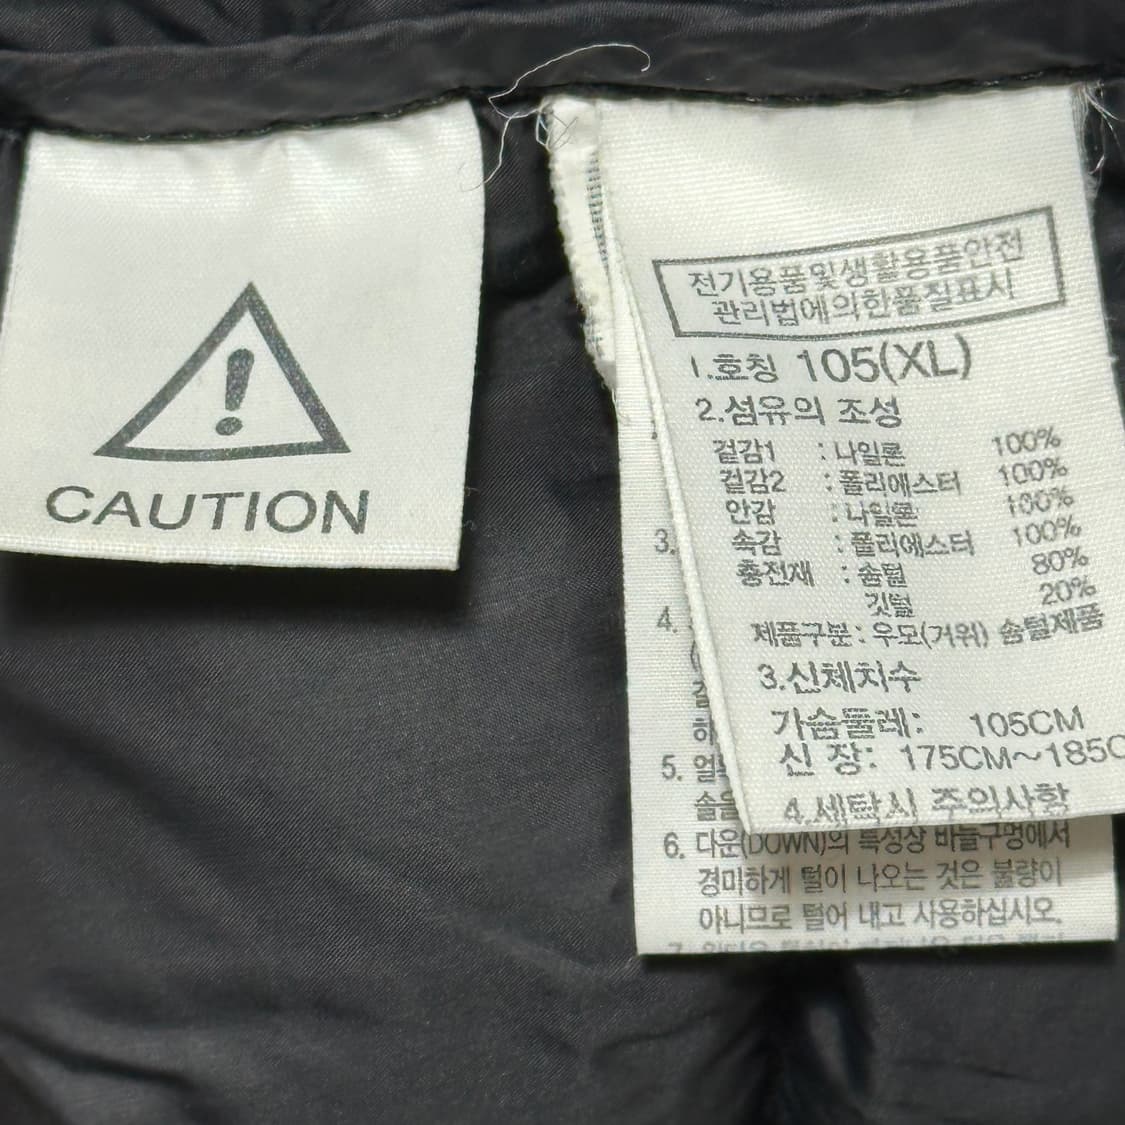 CAUTION
전기용품및생활용품안전
관리법에의한품질표시
1.호칭 105(XL)
2.섬유의 조성
겉감1 : 나일론 100%
겉감2 : 폴리에스터 100%
안감 : 나일론 100%
속감 : 폴리에스터 100%
충전재 : 솜털 80%
깃털 20%
제품구분: 우모(거위) 솜털제품
3.신체치수
가슴둘레: 105CM
신 장: 175CM~185C
4.세탁시 주의사항
3.
4.
5.
6. 다운(DOWN)의 특성상 바늘구멍에서
경미하게 털이 나오는 것은 불량이
아니므로 털어 내고 사용하십시오.